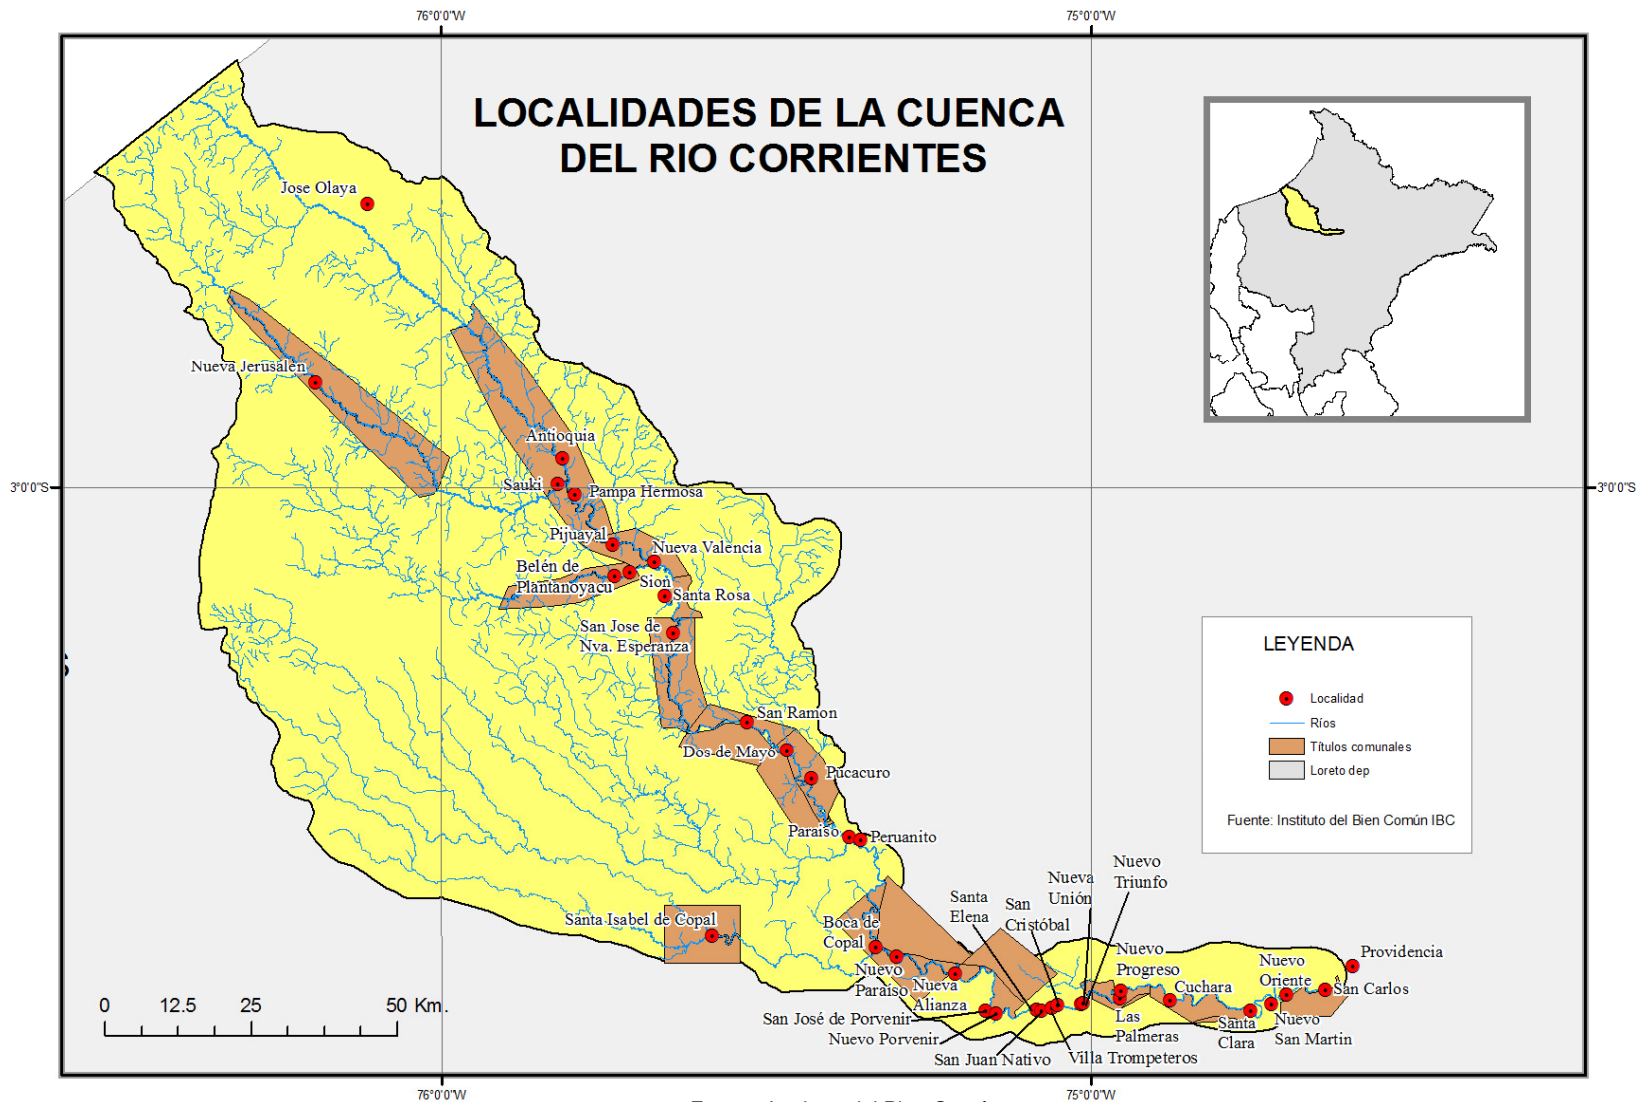 76°0'0"W
75°0'0"W
LOCALIDADES DE LA CUENCA
DEL RIO CORRIENTES
Jose Olaya
Nueva Jerusalén
Antioquia
3°0'0"S
3°0'0"S
Sauki
Pampa Hermosa
Pijuayal
Nueva Valencia
Belén de
Plantanoyacu
Sion
Santa Rosa
San Jose de
Nva. Esperanza
San Ramon
Dos de Mayo
Pucacuro
Paraiso
Peruanito
LEYENDA
Localidad
Ríos
Títulos comunales
Loreto dep
Fuente: Instituto del Bien Común IBC
Nuevo
Triunfo
Nueva
Unión
Santa
Elena
San
Cristóbal
Santa Isabel de Copal
Boca de
Copal
Nuevo
Paraiso
Nueva
Alianza
Nuevo
Progreso
Cuchara
Nuevo
Oriente
Providencia
San Carlos
San José de Porvenir
Nuevo Porvenir
San Juan Nativo
Villa Trompeteros
Las
Palmeras
Santa
Clara
Nuevo
San Martin
0 12.5 25 50 Km.
76°0'0"W
75°0'0"W